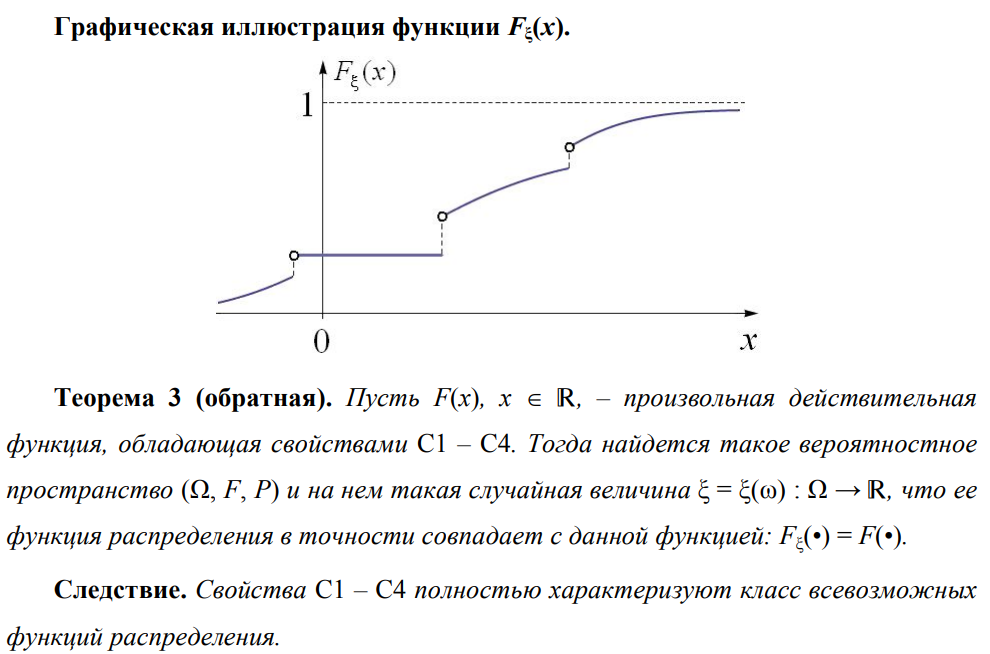 Графическая иллюстрация функции Fξ(x).
Fξ(x)
1
0
x
Теорема 3 (обратная). Пусть F(x), x ∈ ℝ, – произвольная действительная
функция, обладающая свойствами С1 – С4. Тогда найдется такое вероятностное
пространство (Ω, F, P) и на нем такая случайная величина ξ = ξ(ω) : Ω → ℝ, что ее
функция распределения в точности совпадает с данной функцией: Fξ(•) = F(•).
Следствие. Свойства С1 – С4 полностью характеризуют класс всевозможных
функций распределения.